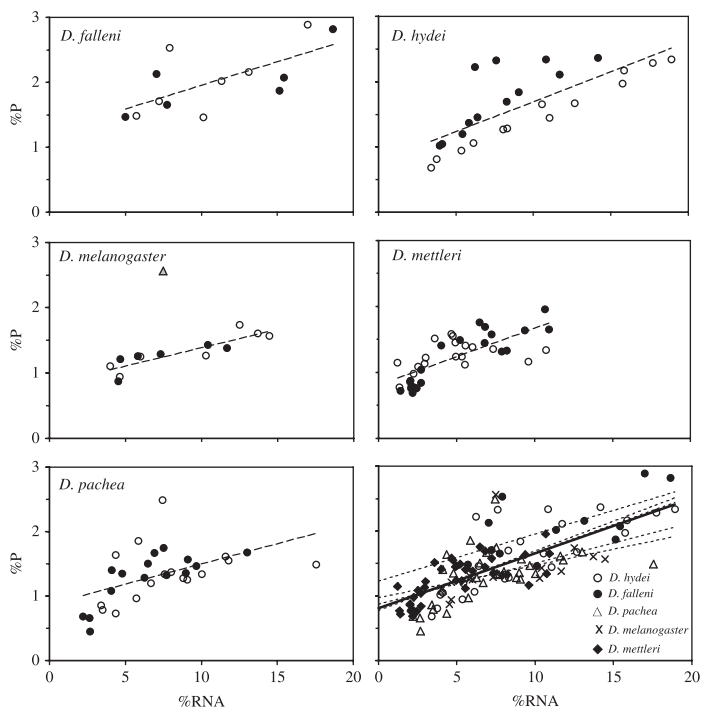 D. falleni
D. hydei
3
2
1
0
%P
D. melanogaster
D. mettleri
3
2
1
0
%P
D. pachea
3
2
1
0
%P
D. hydei
D. falleni
D. pachea
D. melanogaster
D. mettleri
0 5 10 15 20
0 5 10 15 20
%RNA
%RNA